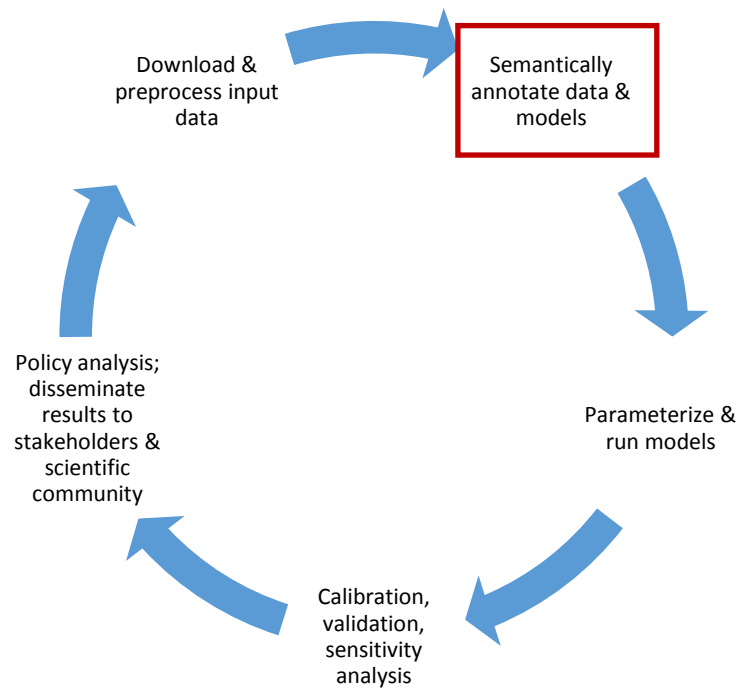 Download &
preprocess input
data
Semantically
annotate data &
models
Parameterize &
run models
Calibration,
validation,
sensitivity
analysis
Policy analysis;
disseminate
results to
stakeholders &
scientific
community